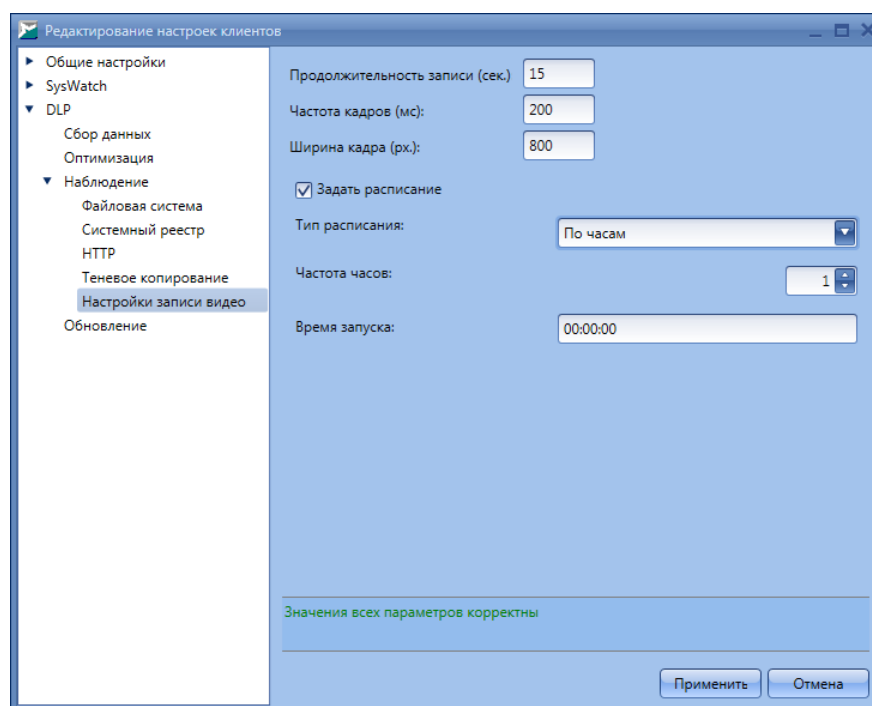 Редактирование настроек клиентов
Общие настройки
SysWatch
DLP
Сбор данных
Оптимизация
Наблюдение
Файловая система
Системный реестр
HTTP
Теневое копирование
Настройки записи видео
Обновление
Продолжительность записи (сек.) 15
Частота кадров (мс): 200
Ширина кадра (px.): 800
Задать расписание
Тип расписания: По часам
Частота часов: 1
Время запуска: 00:00:00
Значения всех параметров корректны
Применить Отмена